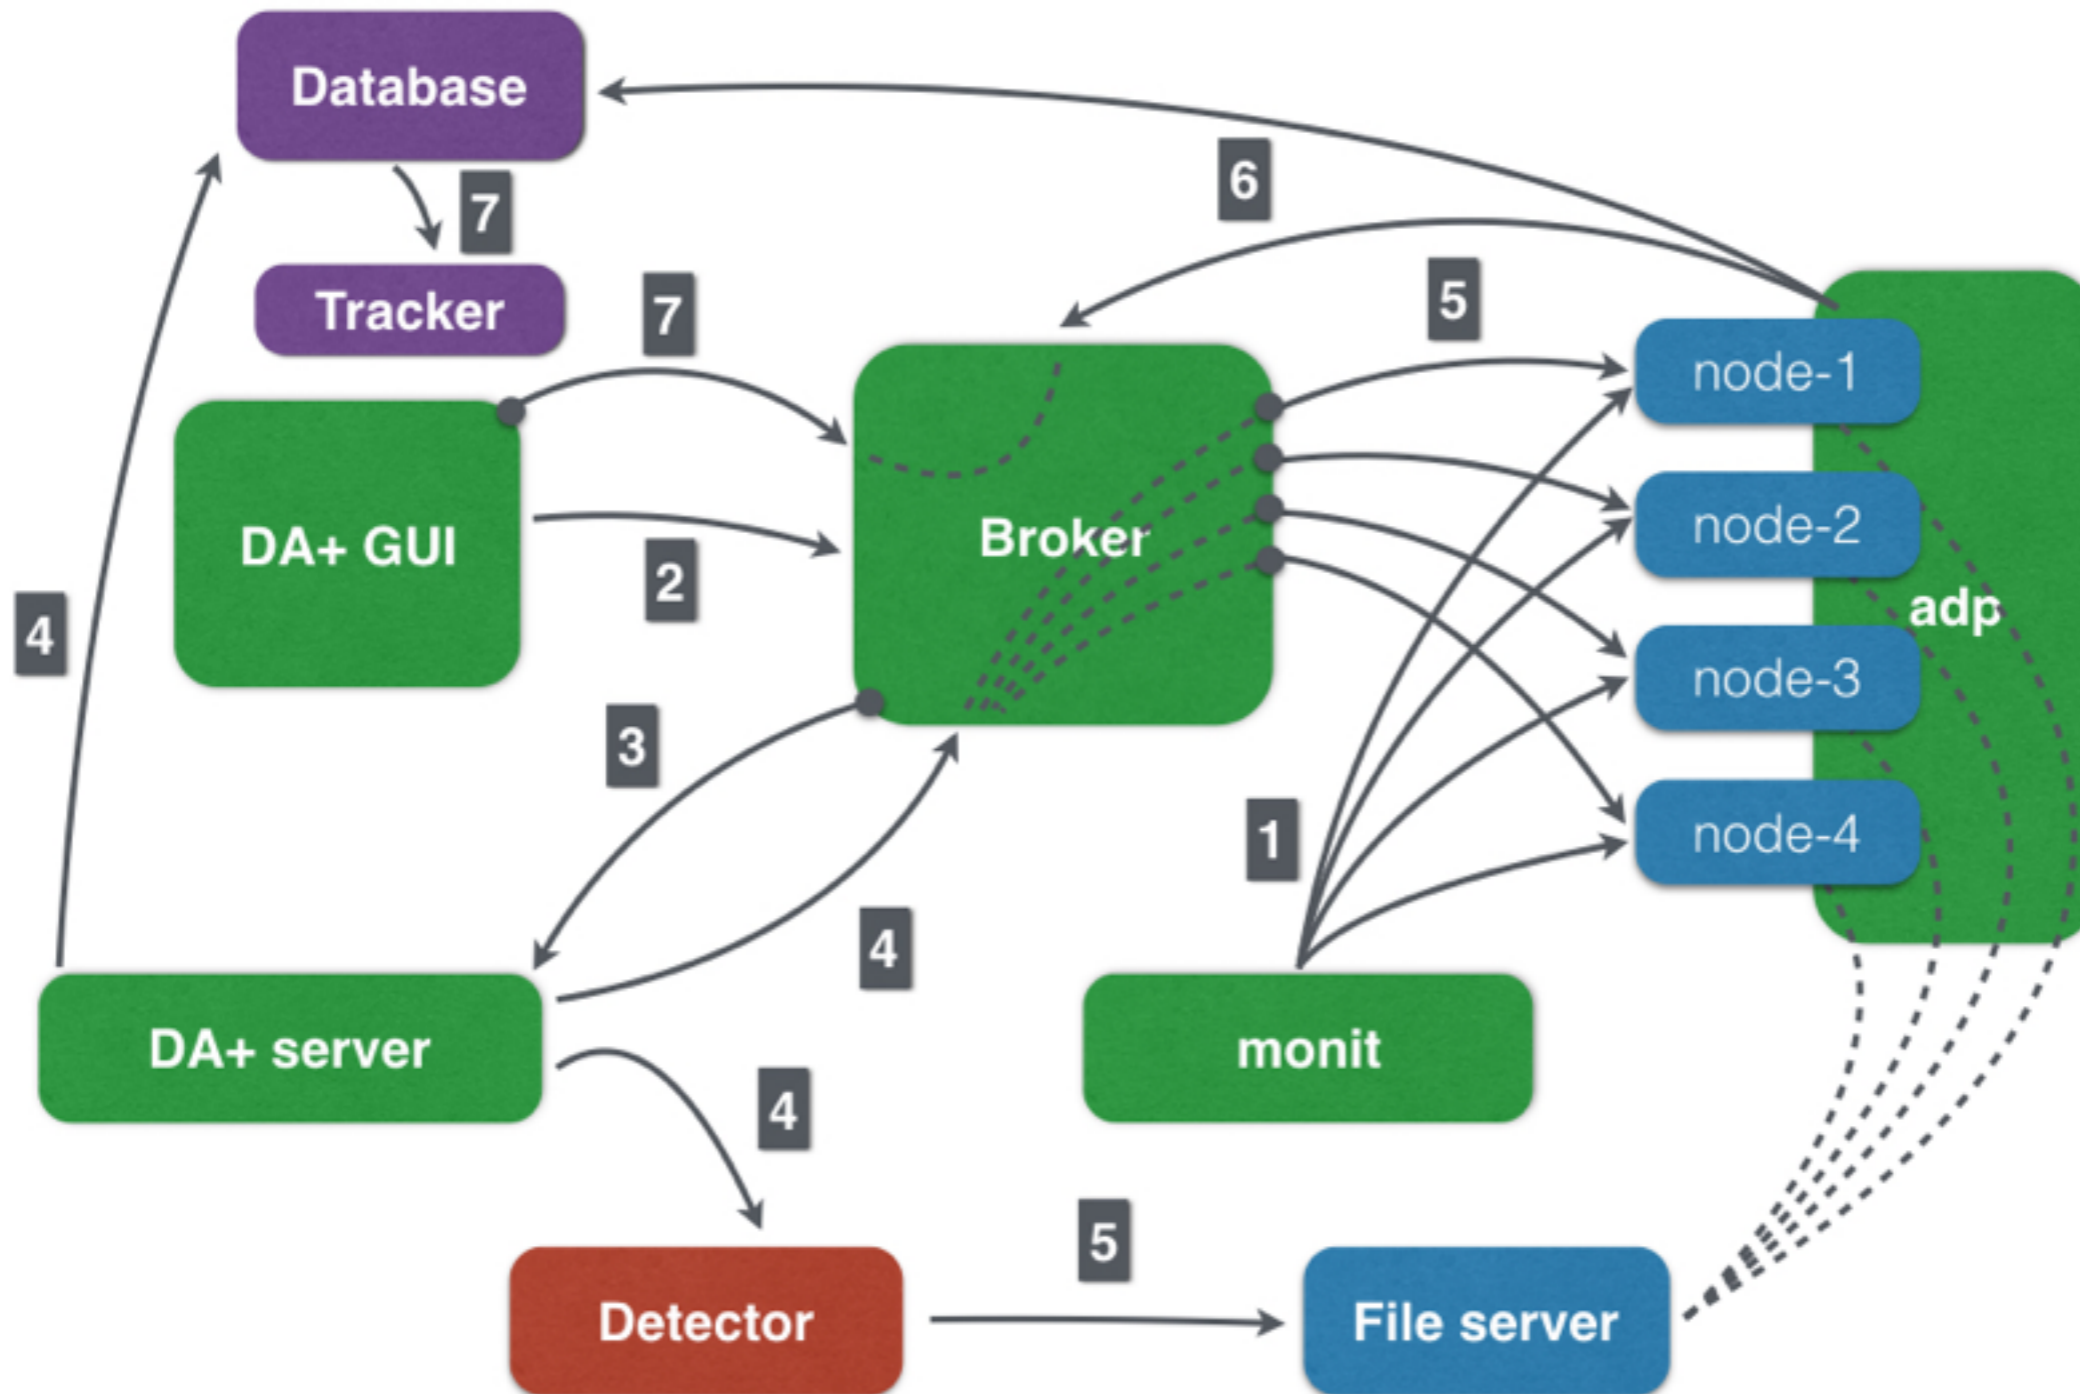 Database
6
7
5
Tracker
7
node-1
DA+ GUI
Broker
node-2
2
adp
4
node-3
3
node-4
1
4
DA+ server
monit
4
5
Detector
File server